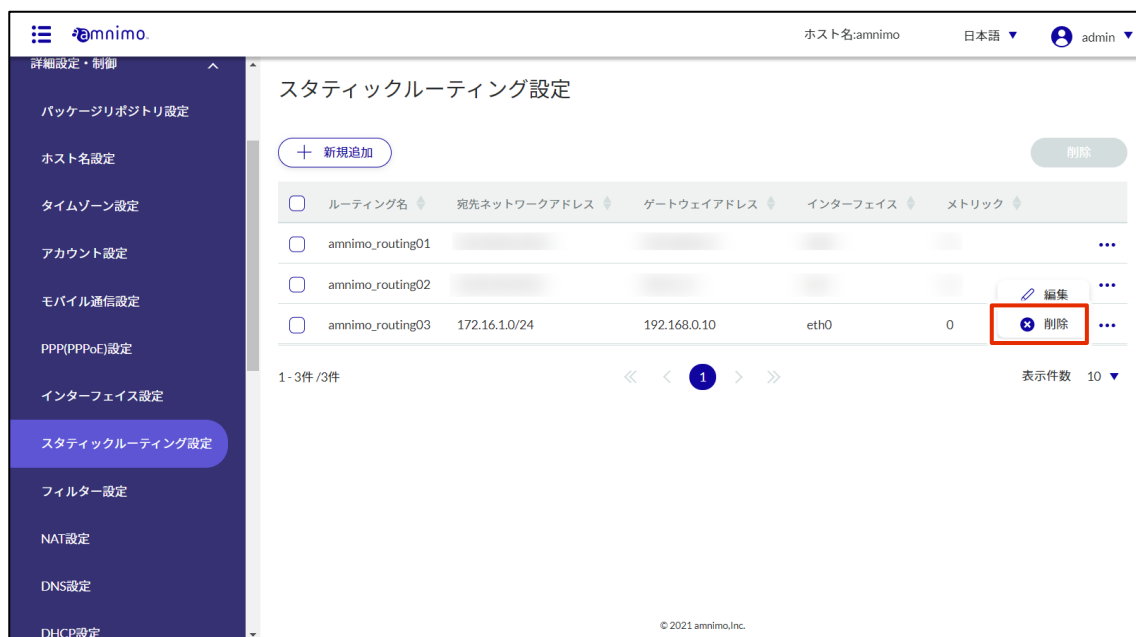 amnimo.
ホスト名:amnimo
日本語 ▼
admin ▼
詳細設定・制御
パッケージリポジトリ設定
ホスト名設定
タイムゾーン設定
アカウント設定
モバイル通信設定
PPP(PPPoE)設定
インターフェイス設定
スタティックルーティング設定
フィルター設定
NAT設定
DNS設定
DHCP設定
スタティックルーティング設定
＋ 新規追加
削除
ルーティング名 宛先ネットワークアドレス ゲートウェイアドレス インターフェイス メトリック
amnimo_routing01 •••
amnimo_routing02 •••
編集
amnimo_routing03 172.16.1.0/24 192.168.0.10 eth0 0 削除 •••
1 - 3件 /3件 « < 1 > » 表示件数 10 ▼
© 2021 amnimo,Inc.